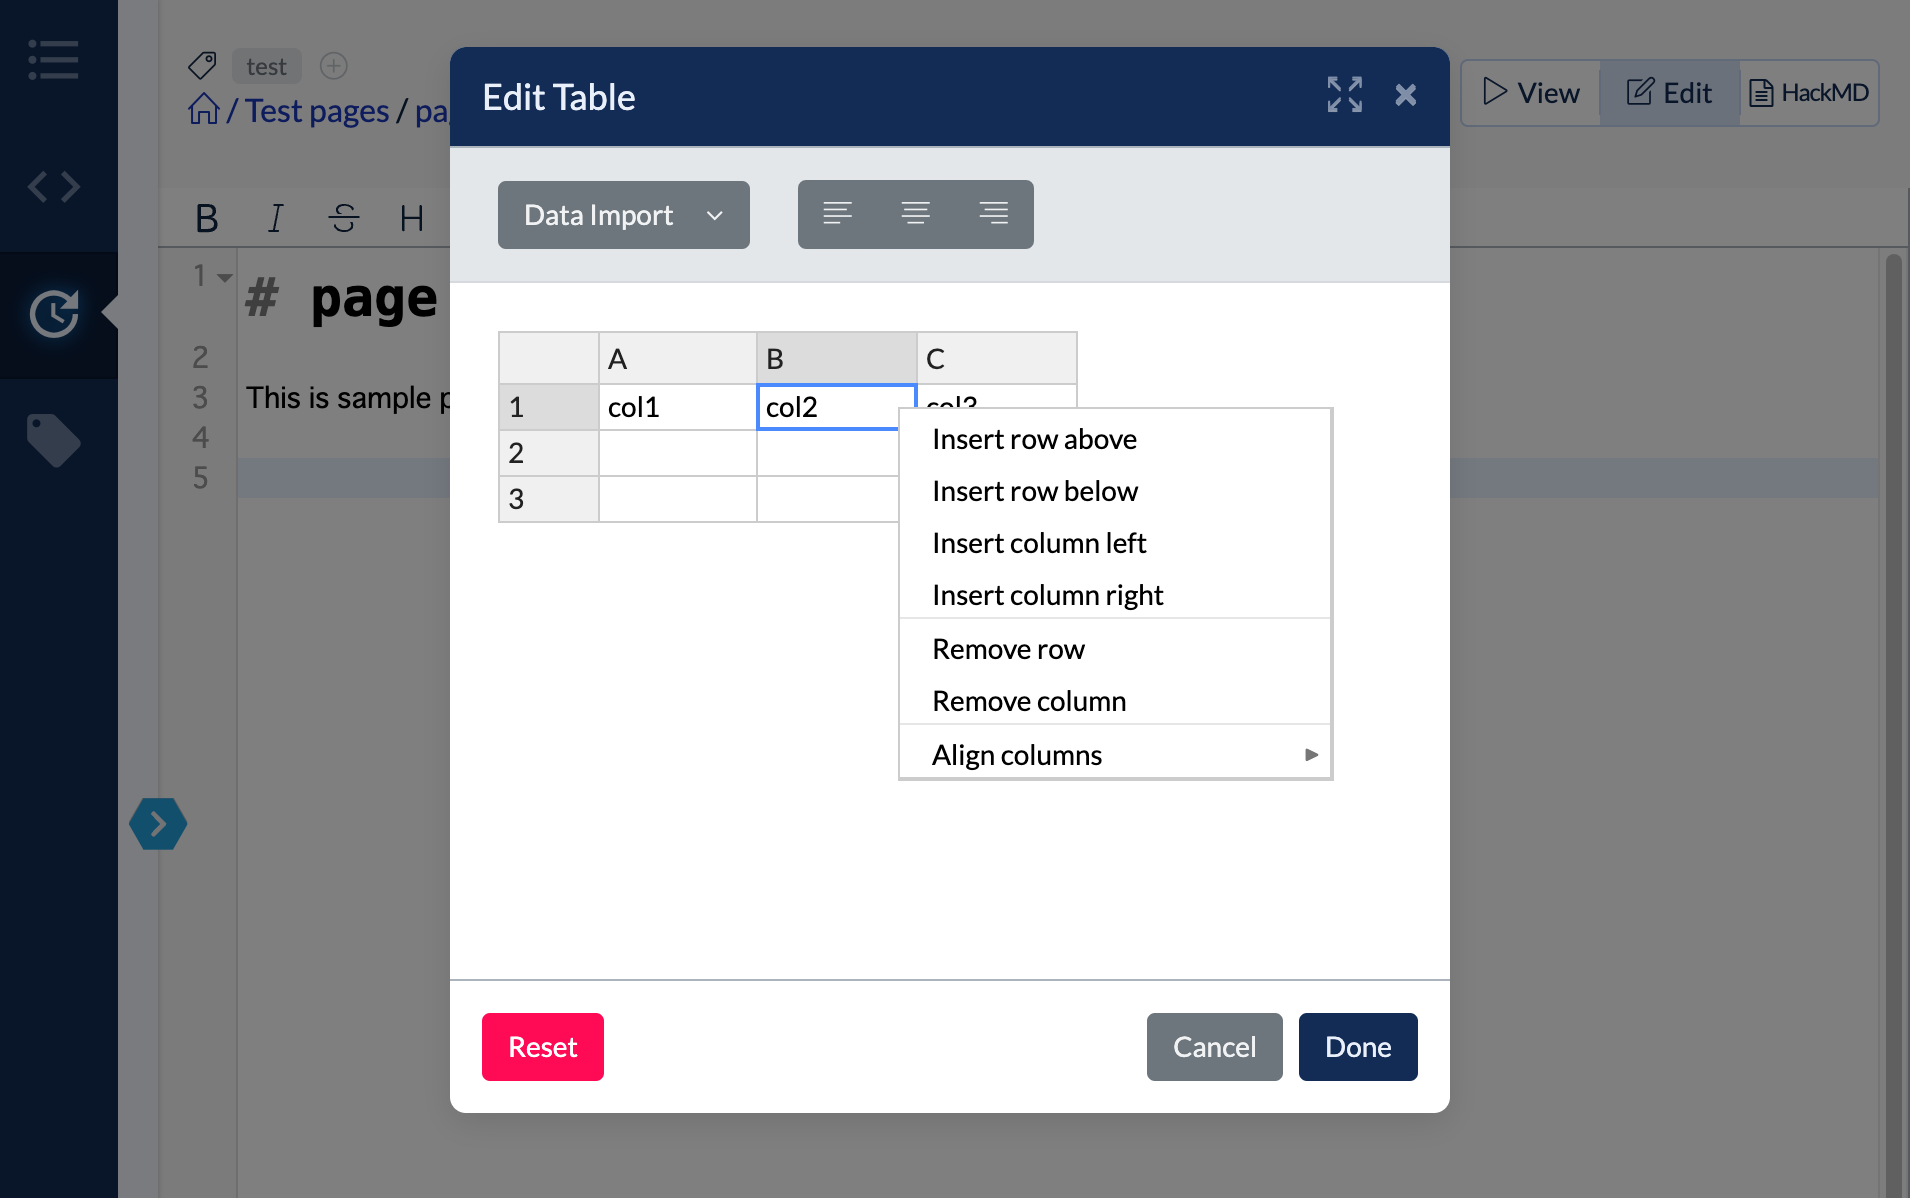 test
/ Test pages / pa
View
Edit
HackMD
B I S H
Edit Table
Data Import
A B C
1 col1 col2 col3
2
3
Insert row above
Insert row below
Insert column left
Insert column right
Remove row
Remove column
Align columns
Reset
Cancel
Done
1 # page
2
3 This is sample
4
5